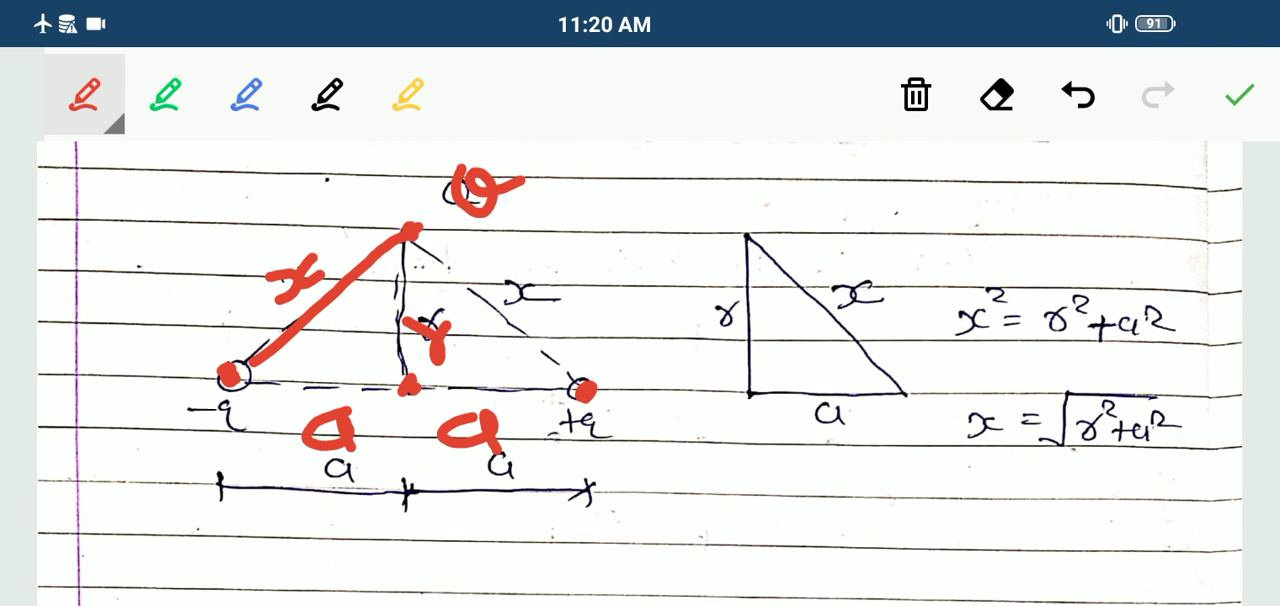 11:20 AM
91
Q
x
x
r
x
x² = r²+a²
r
-q
a
a
+q
a
x = √r²+a²
a
a